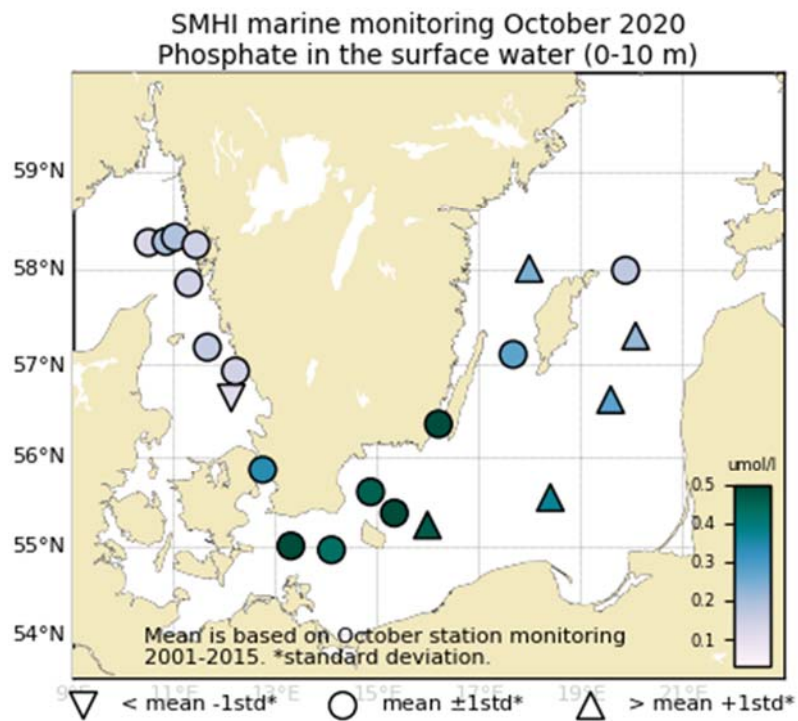 SMHI marine monitoring October 2020
Phosphate in the surface water (0-10 m)
59°N
58°N
57°N
56°N
55°N
54°N
umol/l
0.5
0.4
0.3
0.2
0.1
Mean is based on October station monitoring
2001-2015. *standard deviation.
9°E 11°E 13°E 15°E 17°E 19°E 21°E 23°E
< mean -1std* mean ±1std* > mean +1std*